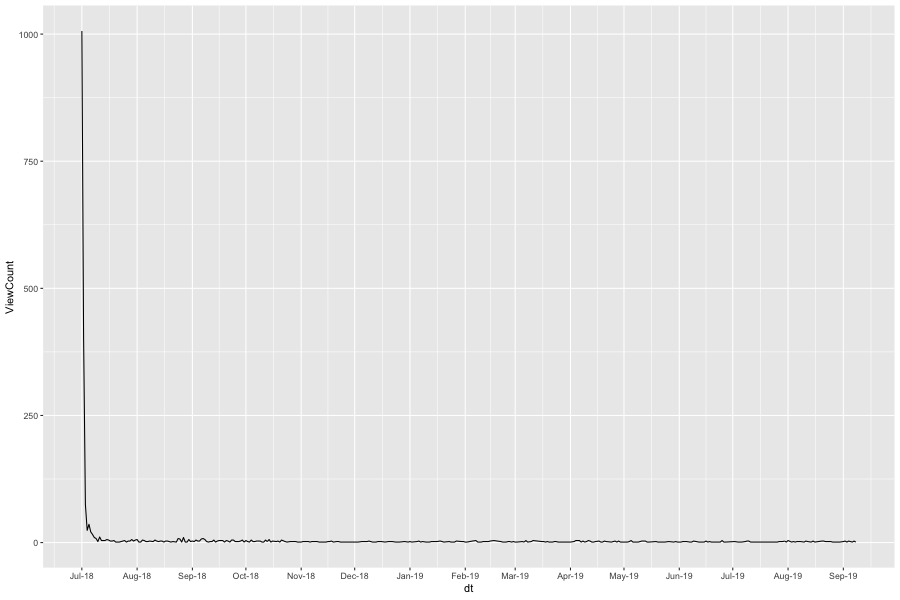 1000
750
500
250
0
ViewCount
Jul-18 Aug-18 Sep-18 Oct-18 Nov-18 Dec-18 Jan-19 Feb-19 Mar-19 Apr-19 May-19 Jun-19 Jul-19 Aug-19 Sep-19
dt